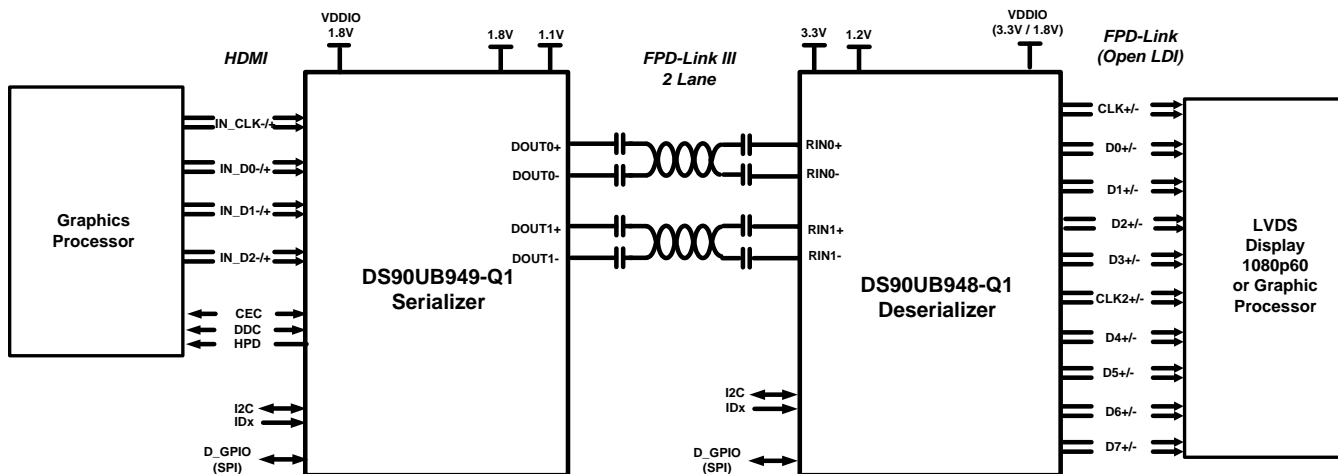 HDMI
VDDIO
1.8V
1.8V
1.1V
FPD-Link III
2 Lane
3.3V
1.2V
VDDIO
(3.3V / 1.8V)
FPD-Link
(Open LDI)
Graphics
Processor
IN_CLK-/+
IN_D0-/+
IN_D1-/+
IN_D2-/+
CEC
DDC
HPD
I2C
IDx
D_GPIO
(SPI)
DS90UB949-Q1
Serializer
DOUT0+
DOUT0-
DOUT1+
DOUT1-
RIN0+
RIN0-
RIN1+
RIN1-
DS90UB948-Q1
Deserializer
I2C
IDx
D_GPIO
(SPI)
CLK+/-
D0+/-
D1+/-
D2+/-
D3+/-
CLK2+/-
D4+/-
D5+/-
D6+/-
D7+/-
LVDS
Display
1080p60
or Graphic
Processor